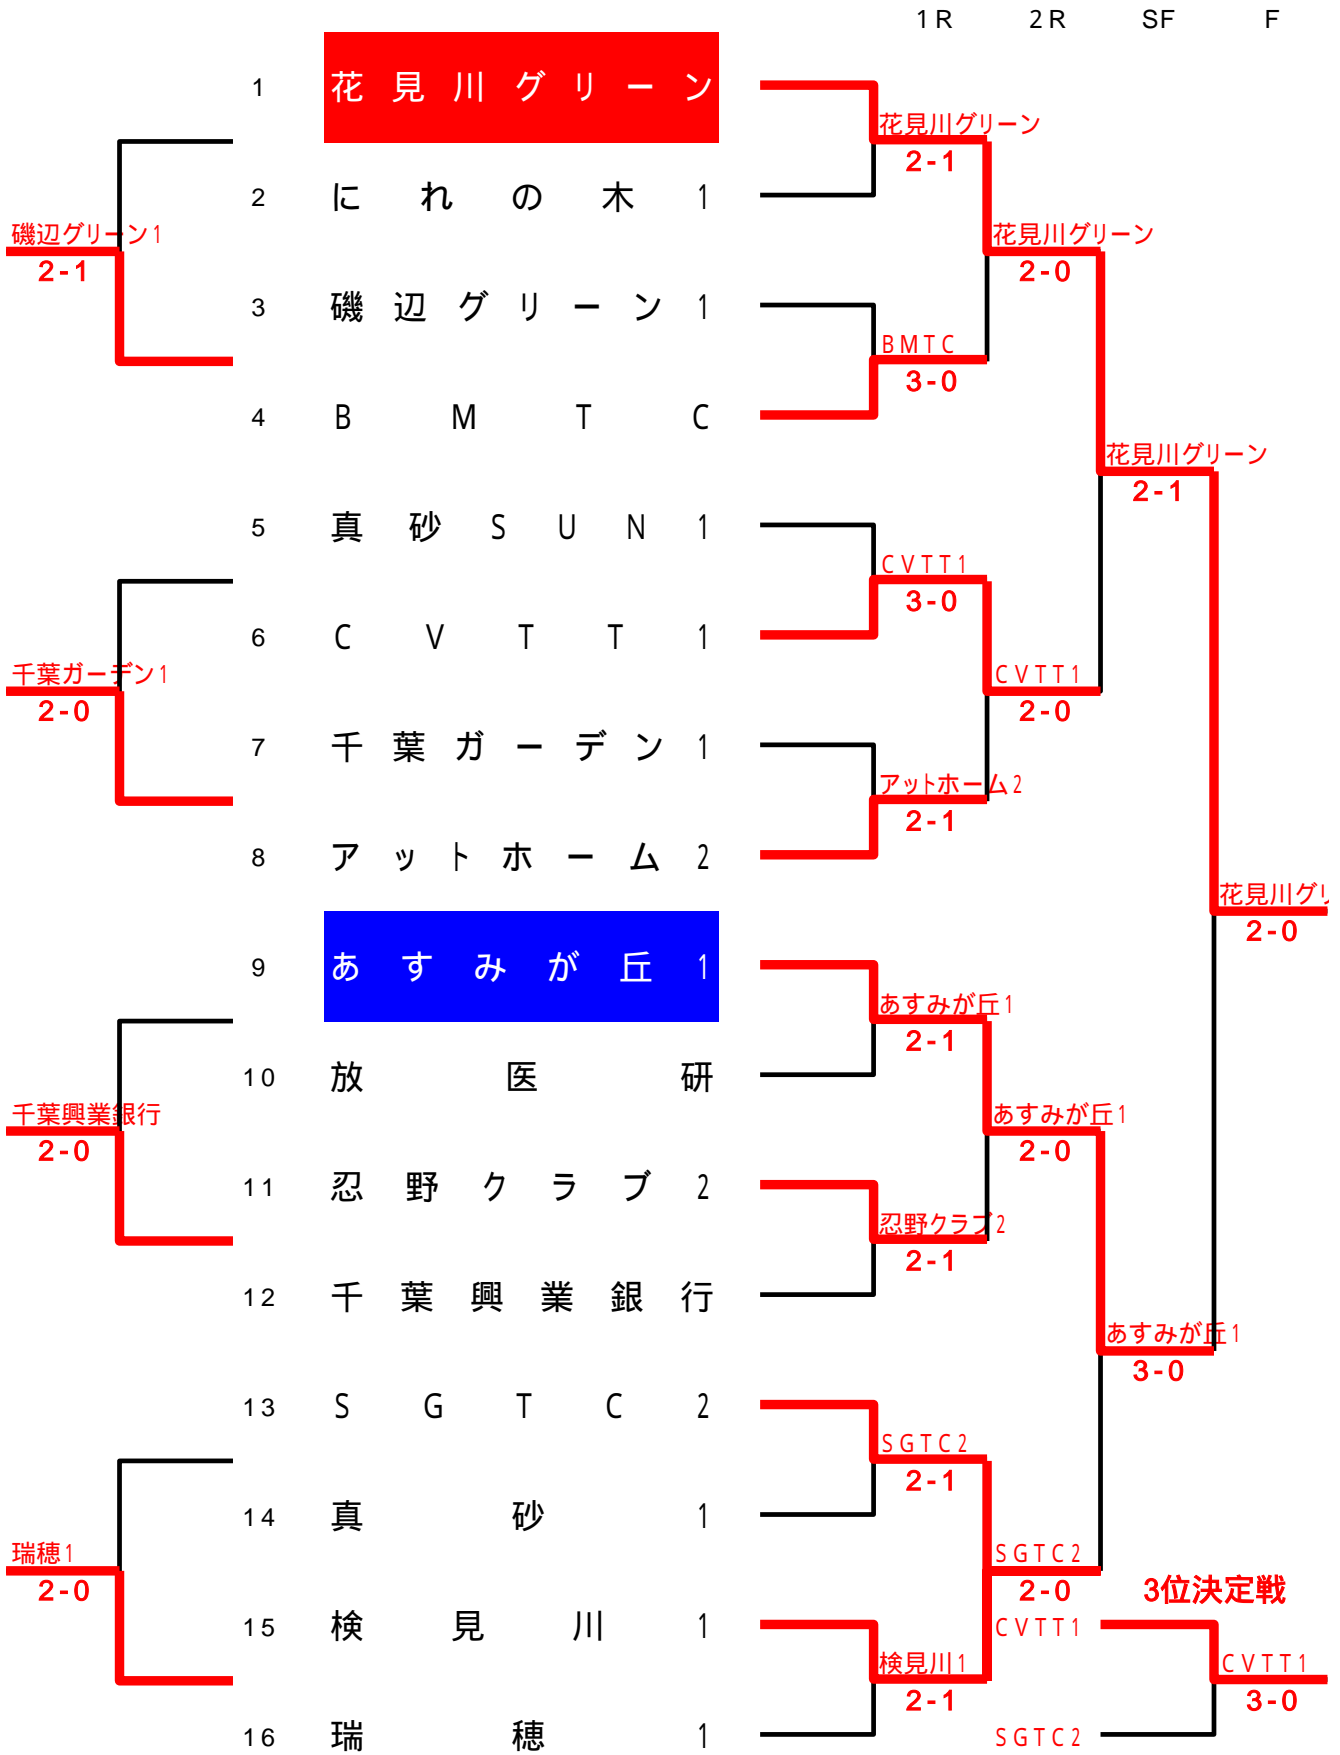 1R 2R SF F
1 花見川グリーン
花見川グリーン
2-1
2 にれの木1
磯辺グリーン1
花見川グリーン
2-1
2-0
3 磯辺グリーン1
BMTC
3-0
4 BMTC
花見川グリーン
2-1
5 真砂SUN1
CVTT1
3-0
6 CVTT1
千葉ガーデン1
CVTT1
2-0
2-0
7 千葉ガーデン1
アットホーム2
2-1
8 アットホーム2
花見川グリ
2-0
9 あすみが丘1
あすみが丘1
2-1
10 放医研
千葉興業銀行
あすみが丘1
2-0
2-0
11 忍野クラブ2
忍野クラブ2
2-1
12 千葉興業銀行
あすみが丘1
3-0
13 SGTC2
SGTC2
2-1
14 真砂1
瑞穂1
SGTC2
2-0
2-0
3位決定戦
15 検見川1
CVTT1
検見川1
CVTT1
2-1
3-0
16 瑞穂1
SGTC2